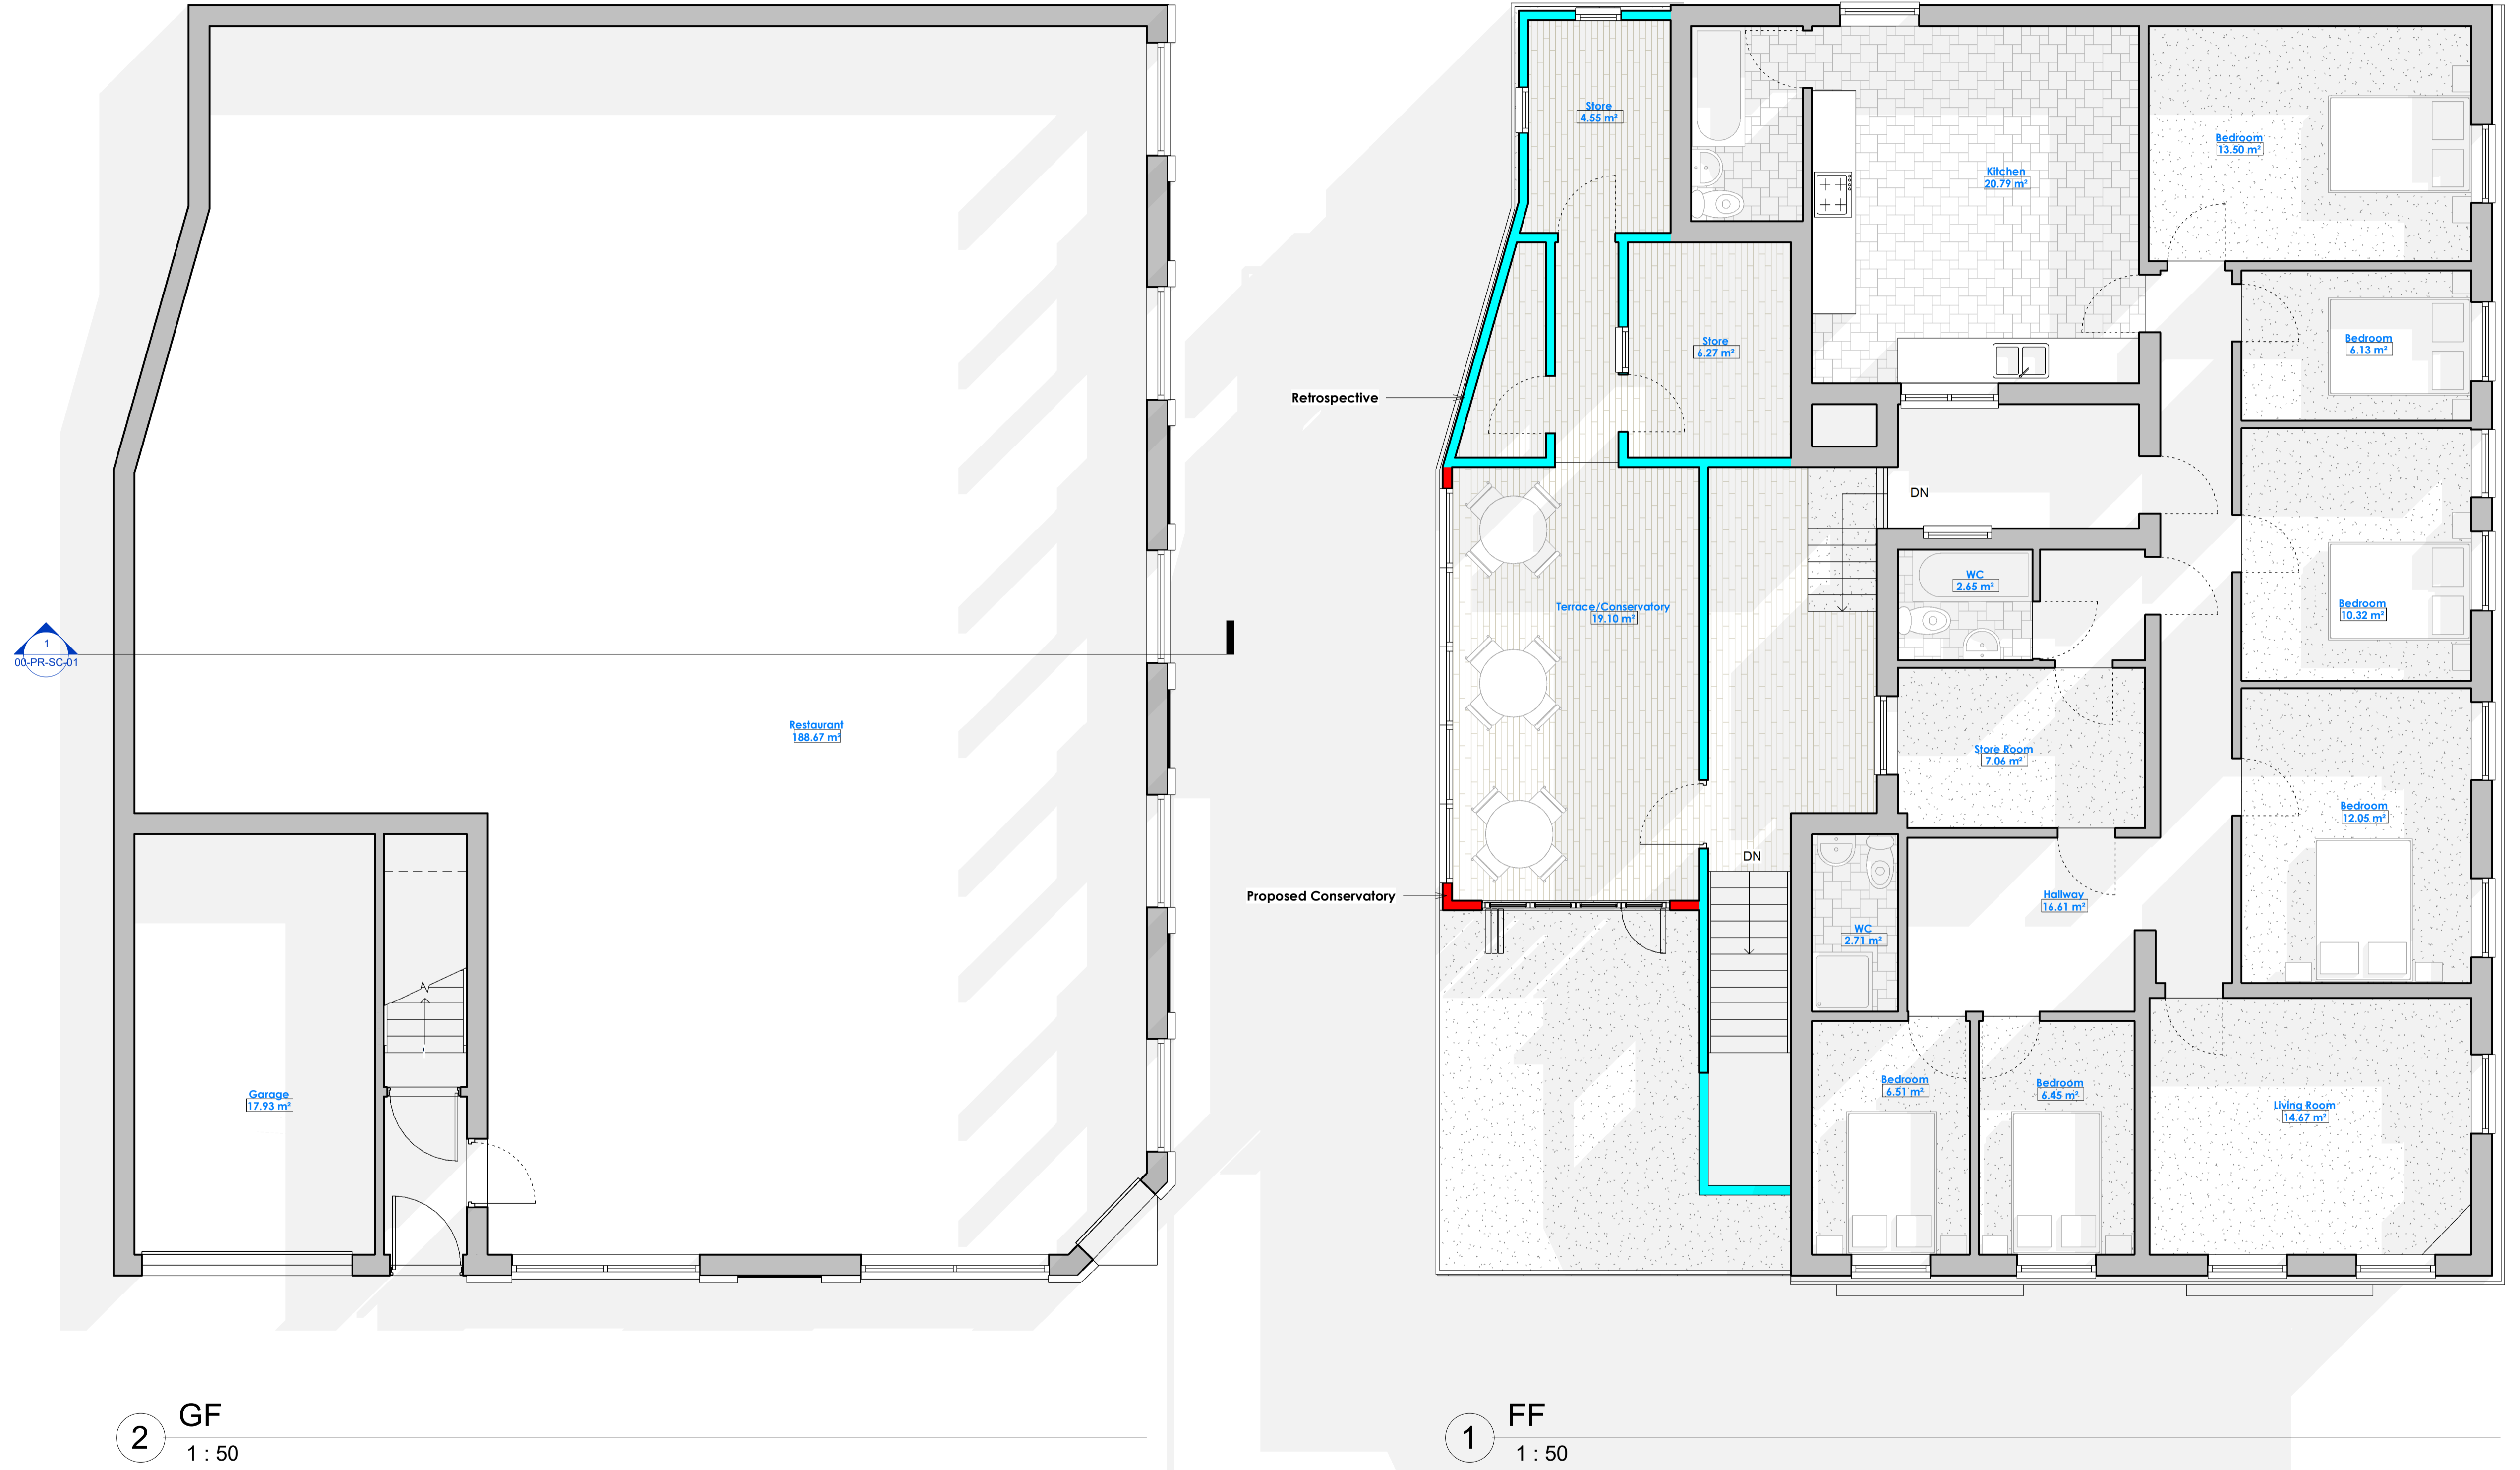 1
00-PR-SC-01
Restaurant
188.67 m²
Garage
17.93 m²
2
GF
1 : 50
Store
4.55 m²
Kitchen
20.79 m²
Bedroom
13.50 m²
Store
6.27 m²
Bedroom
6.13 m²
Retrospective
DN
WC
2.65 m²
Terrace/Conservatory
19.10 m²
Bedroom
10.32 m²
Store Room
7.06 m²
Bedroom
12.05 m²
DN
Proposed Conservatory
Hallway
16.61 m²
WC
2.71 m²
Bedroom
6.51 m²
Bedroom
6.45 m²
Living Room
14.67 m²
1
FF
1 : 50